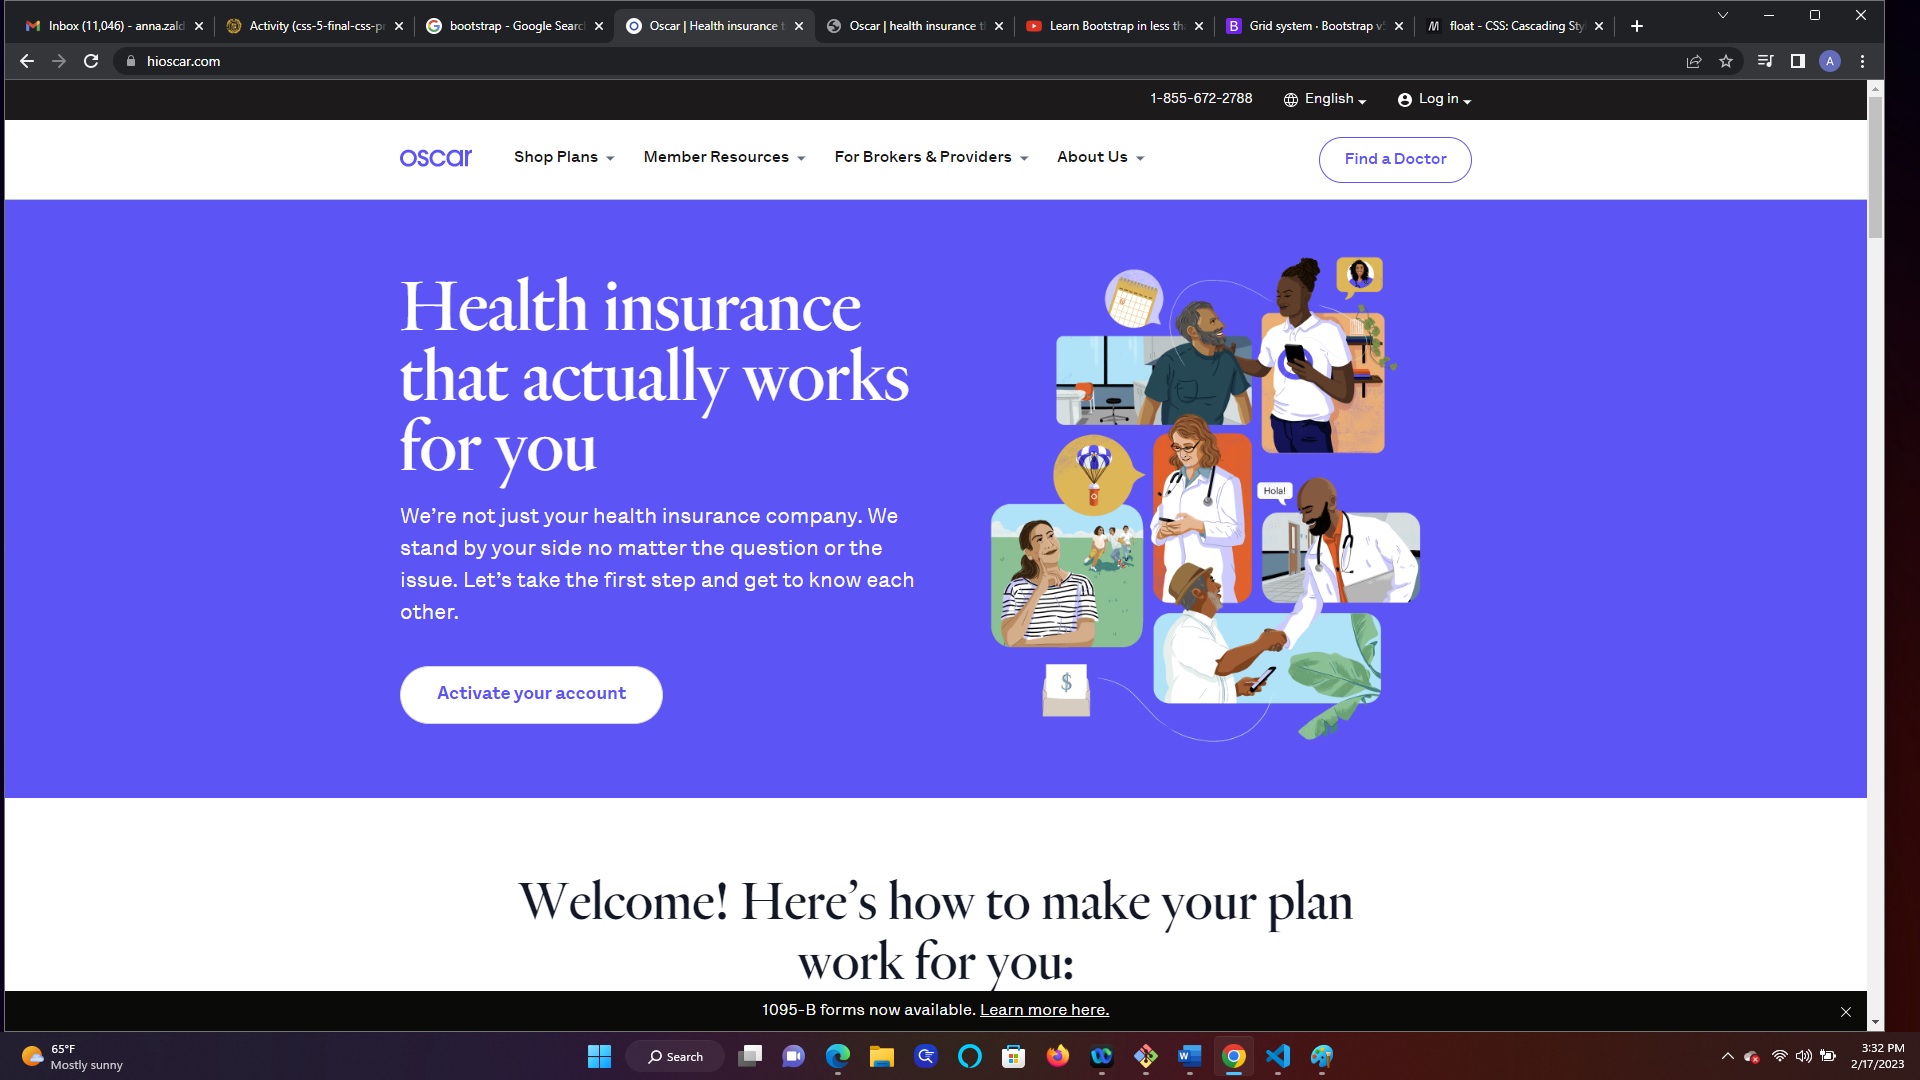 Inbox (11,046) - anna.zald
Activity (css-5-final-css-pr
bootstrap - Google Search
Oscar | Health insurance t
Oscar | health insurance t
Learn Bootstrap in less tha
Grid system · Bootstrap v5
float - CSS: Cascading Sty
hioscar.com
A
1-855-672-2788
English
Log in
oscar
Shop Plans
Member Resources
For Brokers & Providers
About Us
Find a Doctor
Health insurance
that actually works
for you
We’re not just your health insurance company. We
stand by your side no matter the question or the
issue. Let’s take the first step and get to know each
other.
Activate your account
Hola!
$
Welcome! Here’s how to make your plan
work for you:
1095-B forms now available. Learn more here.
65°F
Mostly sunny
Search
3:32 PM
2/17/2023